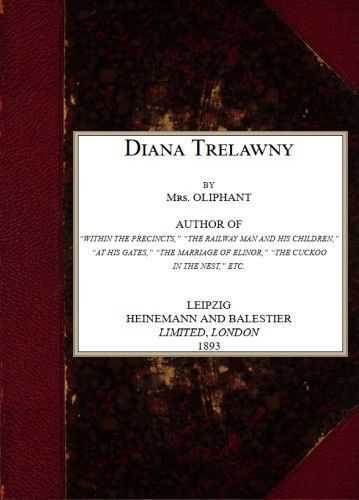 DIANA TRELAWNY
BY
MRS. OLIPHANT
AUTHOR OF
“WITHIN THE PRECINCTS,” “THE RAILWAY MAN AND HIS CHILDREN,”
“AT HIS GATES,” “THE MARRIAGE OF ELINOR,” “THE CUCKOO
IN THE NEST,” ETC.
LEIPZIG
HEINEMANN AND BALESTIER
LIMITED, LONDON
1893